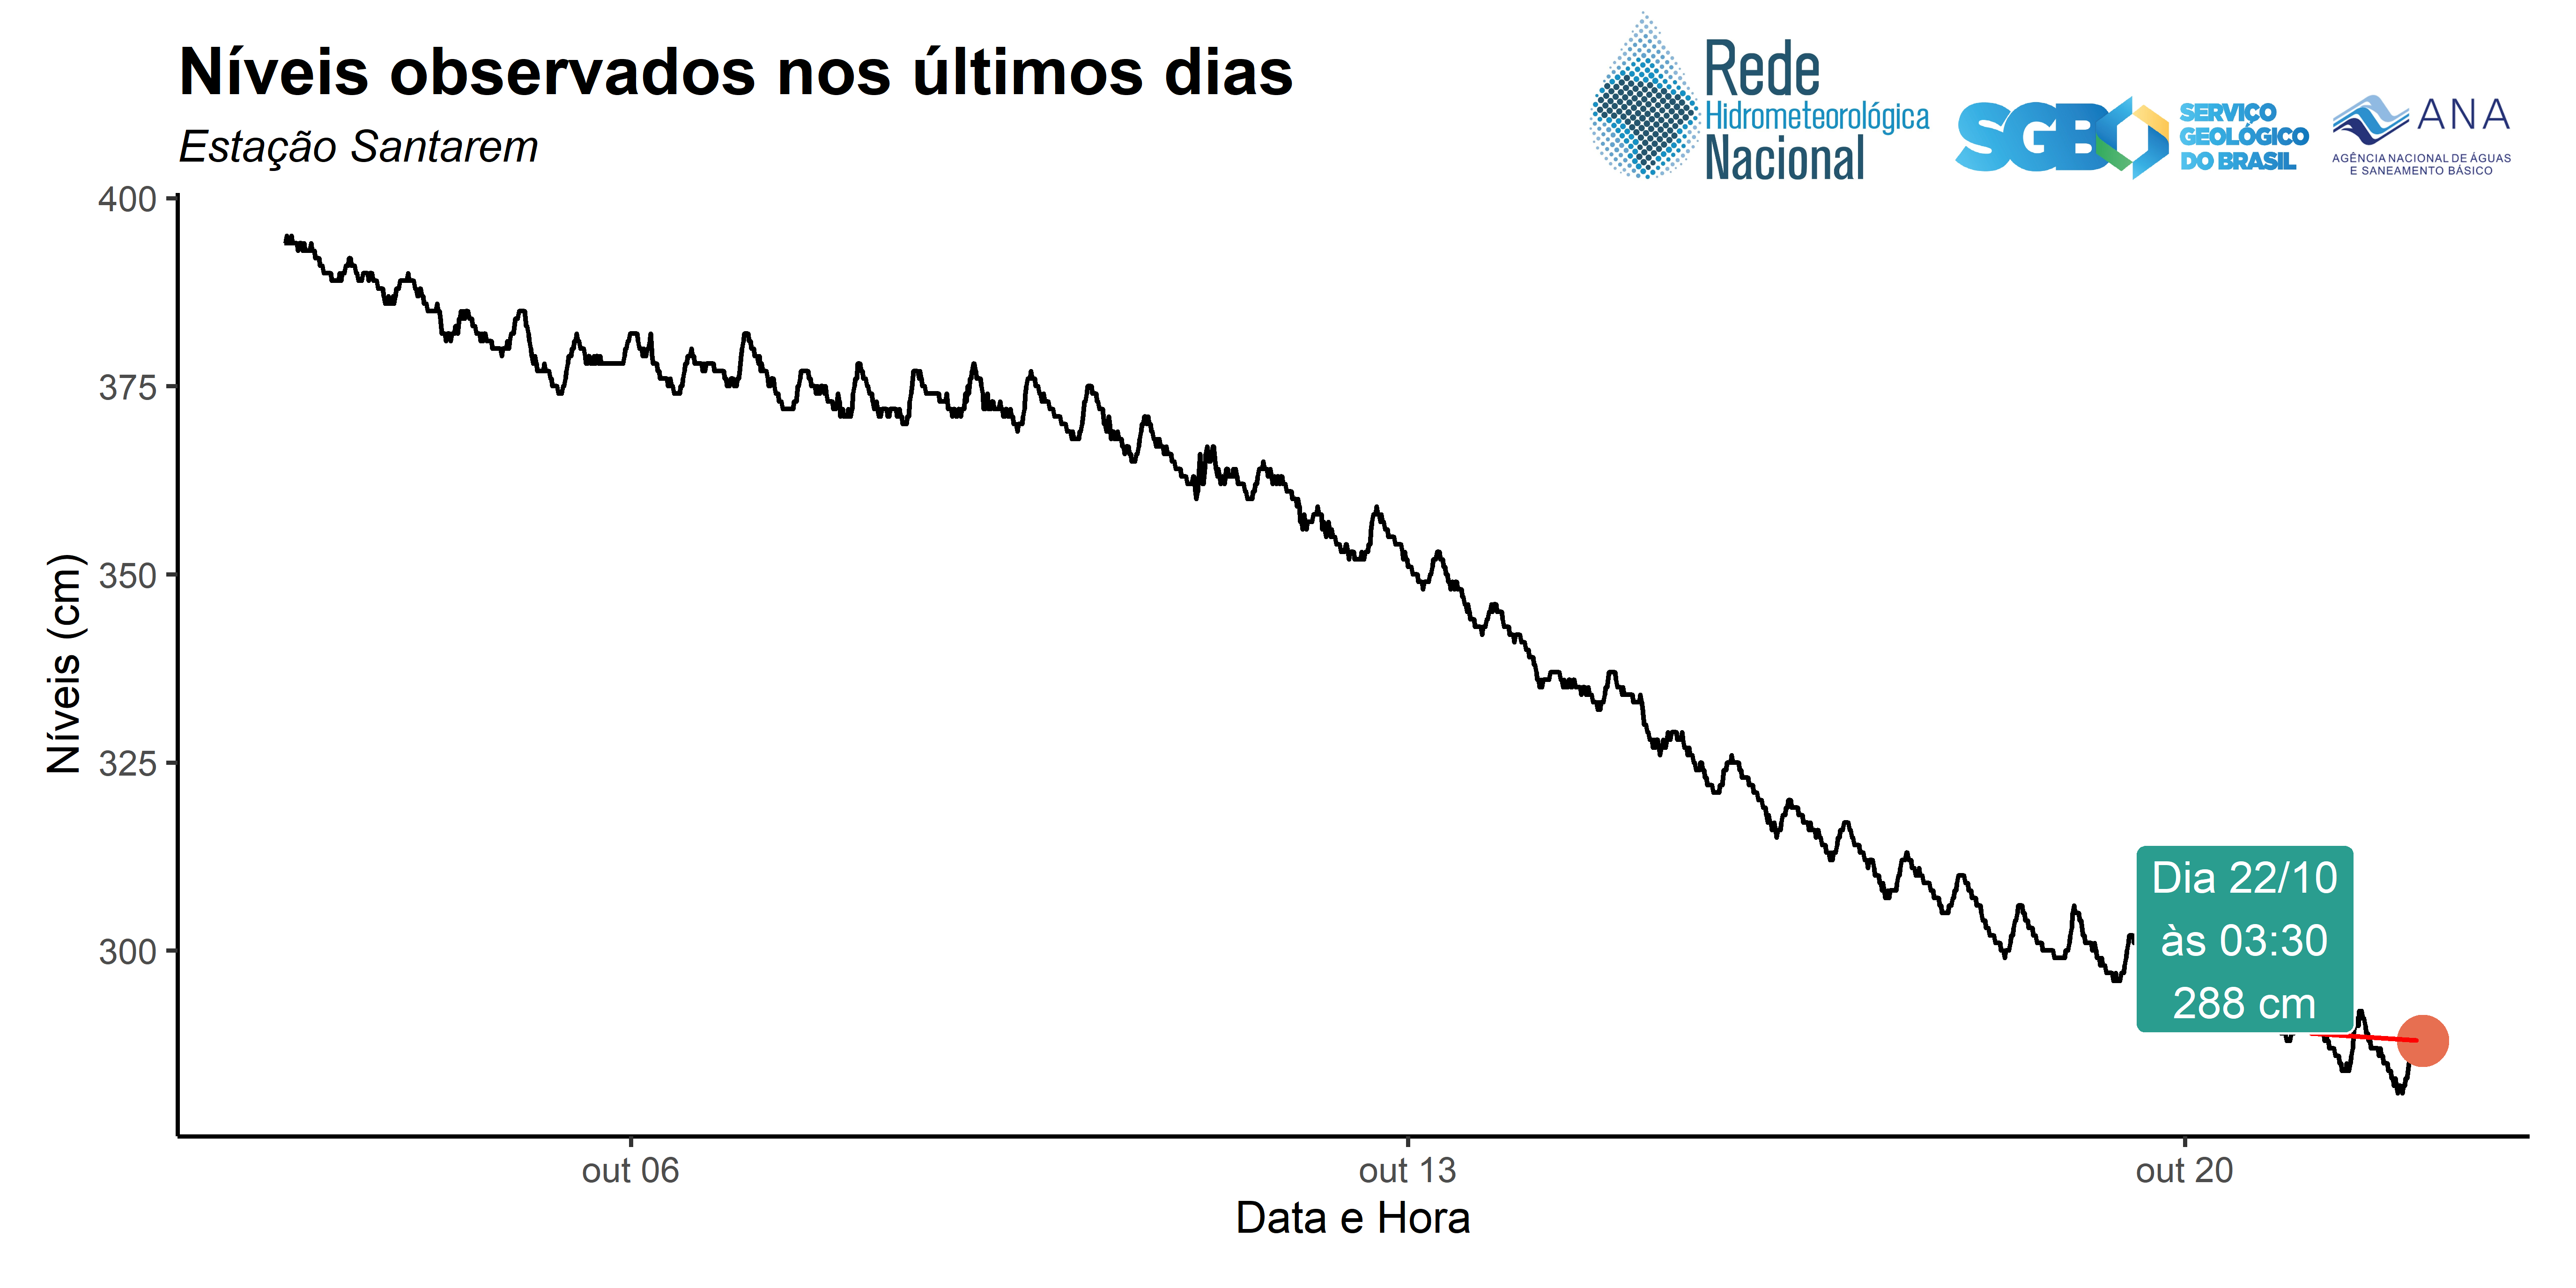 Níveis observados nos últimos dias
Estação Santarem
Rede
Hidrometeorológica
Nacional
SGB
SERVIÇO
GEOLÓGICO
DO BRASIL
ANA
AGÊNCIA NACIONAL DE ÁGUAS
E SANEAMENTO BÁSICO
400
375
350
325
300
Níveis (cm)
Dia 22/10
às 03:30
288 cm
out 06
out 13
out 20
Data e Hora